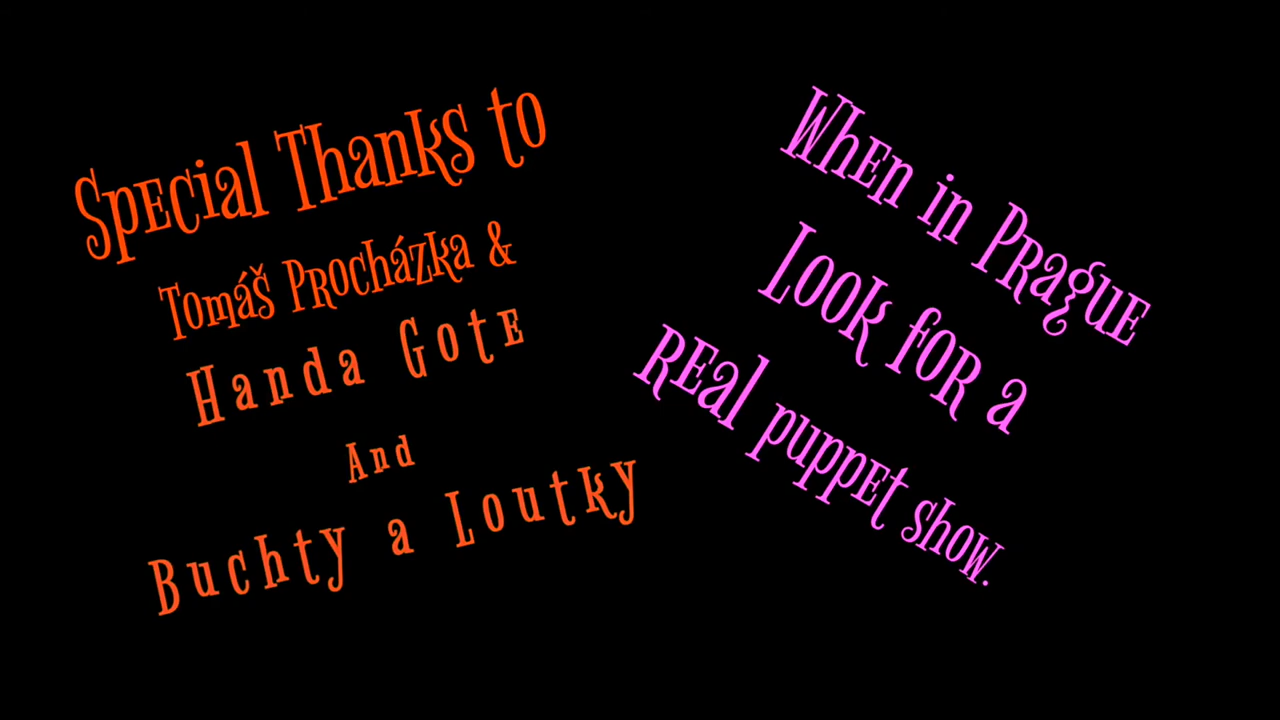 Special Thanks to
Tomáš Procházka &
Handa Gote
And
Buchty a Loutky
When in Prague
Look for a
Real puppet show.